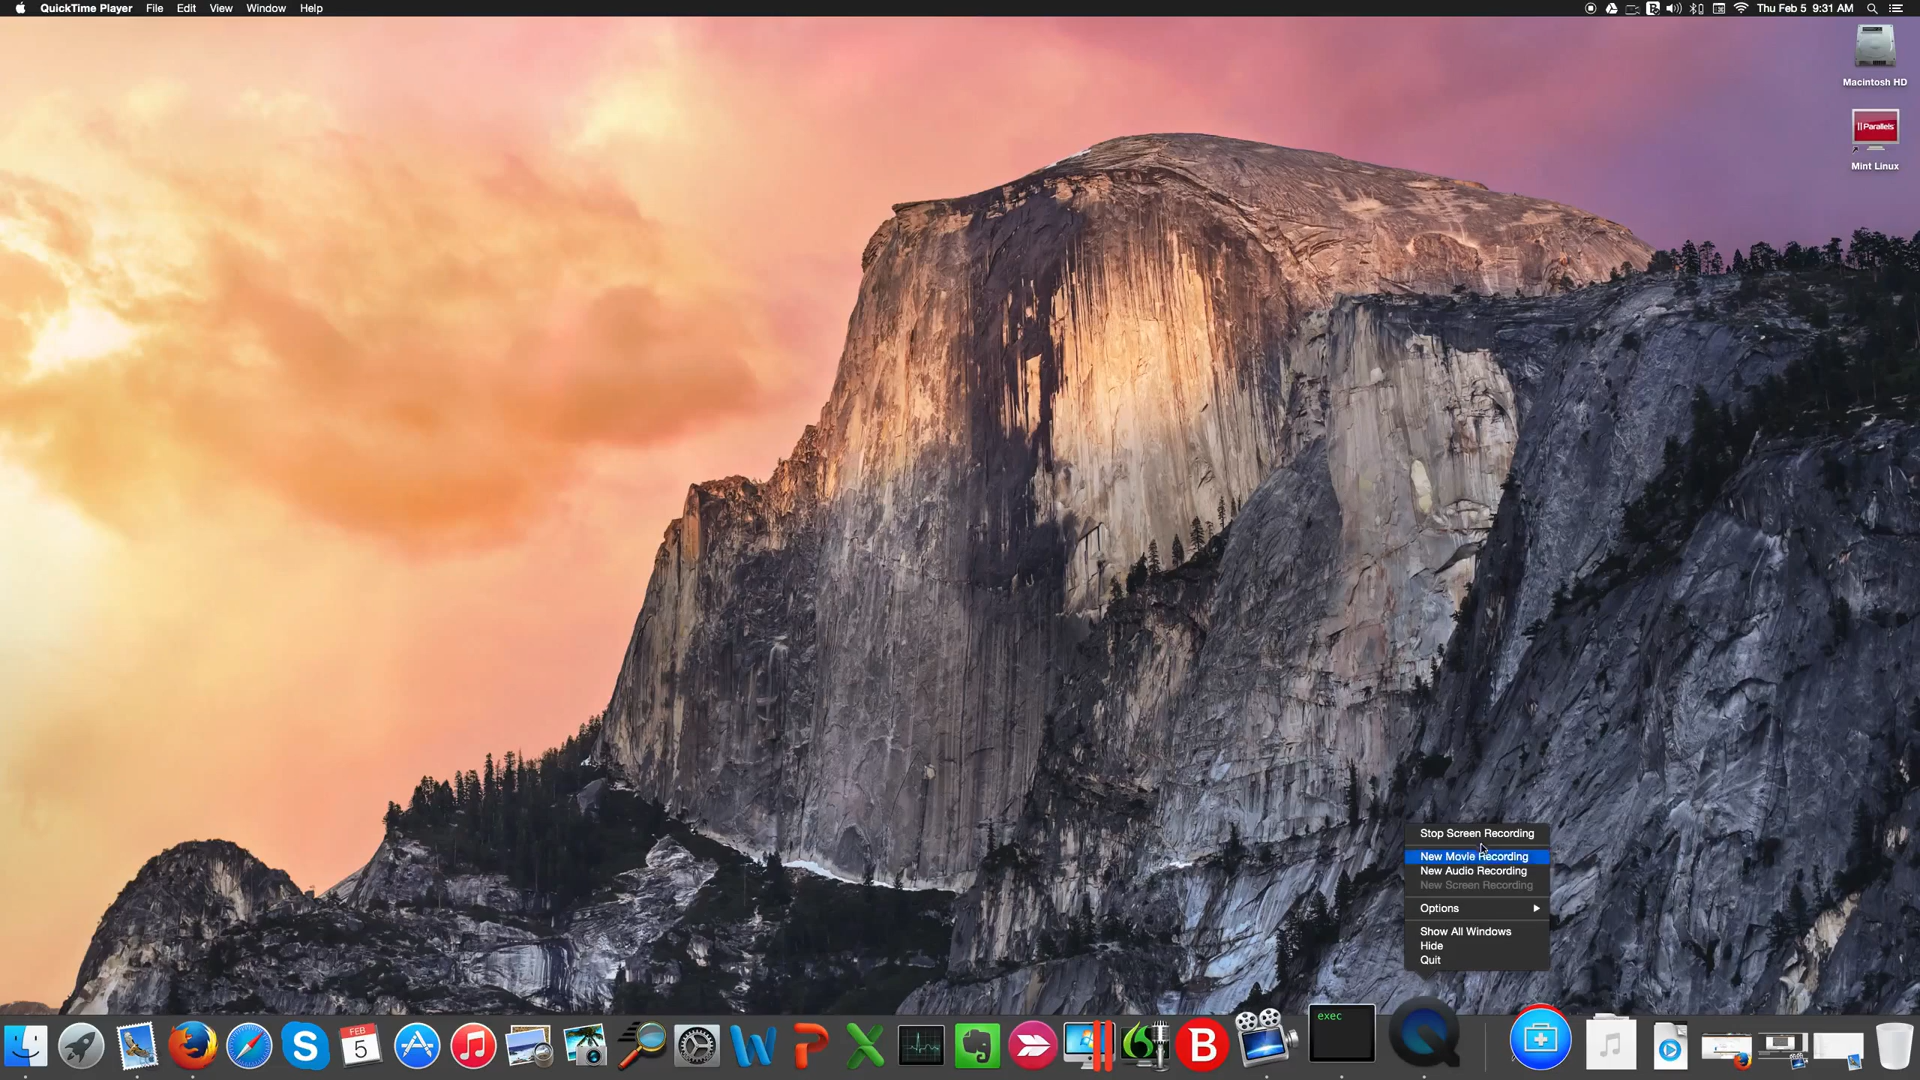 QuickTime Player File Edit View Window Help
Thu Feb 5 9:31 AM
Macintosh HD
Parallels
Mint Linux
Stop Screen Recording
New Movie Recording
New Audio Recording
New Screen Recording
Options
Show All Windows
Hide
Quit
exec
FEB
5